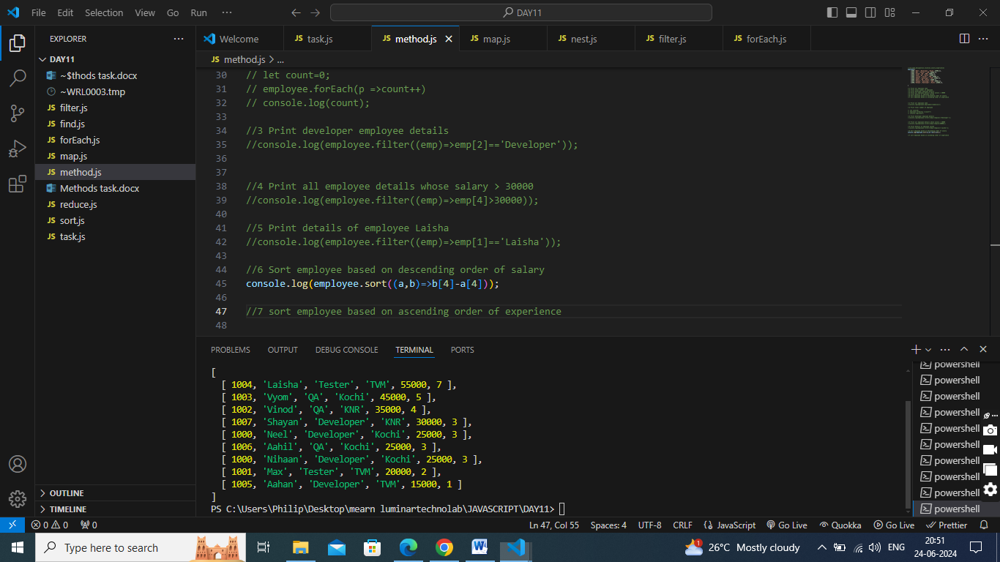 File Edit Selection View Go Run ··· DAY11
EXPLORER ···
DAY11
~$thods task.docx
~WRL0003.tmp
JS filter.js
JS find.js
JS forEach.js
JS map.js
JS method.js
Methods task.docx
JS reduce.js
JS sort.js
JS task.js
OUTLINE
TIMELINE
Welcome JS task.js JS method.js JS map.js JS nest.js JS filter.js JS forEach.js
JS method.js > ...
30 // let count=0;
31 // employee.forEach(p =>count++)
32 // console.log(count);
33
34 //3 Print developer employee details
35 //console.log(employee.filter((emp)=>emp[2]=='Developer'));
36
37
38 //4 Print all employee details whose salary > 30000
39 //console.log(employee.filter((emp)=>emp[4]>30000));
40
41 //5 Print details of employee Laisha
42 //console.log(employee.filter((emp)=>emp[1]=='Laisha'));
43
44 //6 Sort employee based on descending order of salary
45 console.log(employee.sort((a,b)=>b[4]-a[4]));
46
47 //7 sort employee based on ascending order of experience
48
PROBLEMS OUTPUT DEBUG CONSOLE TERMINAL PORTS
[
[ 1004, 'Laisha', 'Tester', 'TVM', 55000, 7 ],
[ 1003, 'Vyom', 'QA', 'Kochi', 45000, 5 ],
[ 1002, 'Vinod', 'QA', 'KNR', 35000, 4 ],
[ 1007, 'Shayan', 'Developer', 'KNR', 30000, 3 ],
[ 1000, 'Neel', 'Developer', 'Kochi', 25000, 3 ],
[ 1006, 'Aahil', 'QA', 'Kochi', 25000, 3 ],
[ 1000, 'Nihaan', 'Developer', 'Kochi', 25000, 3 ],
[ 1001, 'Max', 'Tester', 'TVM', 20000, 2 ],
[ 1005, 'Aahan', 'Developer', 'TVM', 15000, 1 ]
]
PS C:\Users\Philip\Desktop\mearn luminartechnolab\JAVASCRIPT\DAY11>
powershell
powershell
powershell
powershell
powershell
powershell
powershell
powershell
powershell
powershell
0 0 0 Ln 47, Col 55 Spaces: 4 UTF-8 CRLF JavaScript Go Live Quokka Go Live Prettier
Type here to search 1 26°C Mostly cloudy ENG 20:51
24-06-2024